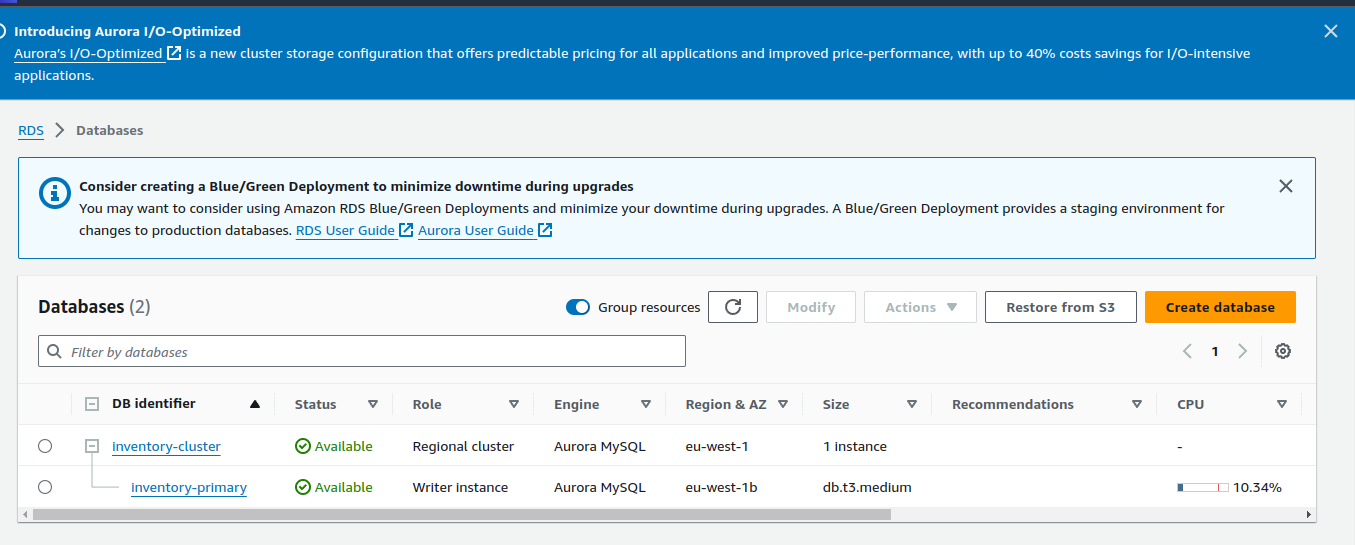 Introducing Aurora I/O-Optimized
Aurora's I/O-Optimized is a new cluster storage configuration that offers predictable pricing for all applications and improved price-performance, with up to 40% costs savings for I/O-intensive
applications.
RDS > Databases
Consider creating a Blue/Green Deployment to minimize downtime during upgrades
You may want to consider using Amazon RDS Blue/Green Deployments and minimize your downtime during upgrades. A Blue/Green Deployment provides a staging environment for
changes to production databases. RDS User Guide Aurora User Guide
Databases (2) Group resources Modify Actions Restore from S3 Create database
Filter by databases 1
DB identifier Status Role Engine Region & AZ Size Recommendations CPU
inventory-cluster Available Regional cluster Aurora MySQL eu-west-1 1 instance -
inventory-primary Available Writer instance Aurora MySQL eu-west-1b db.t3.medium 10.34%